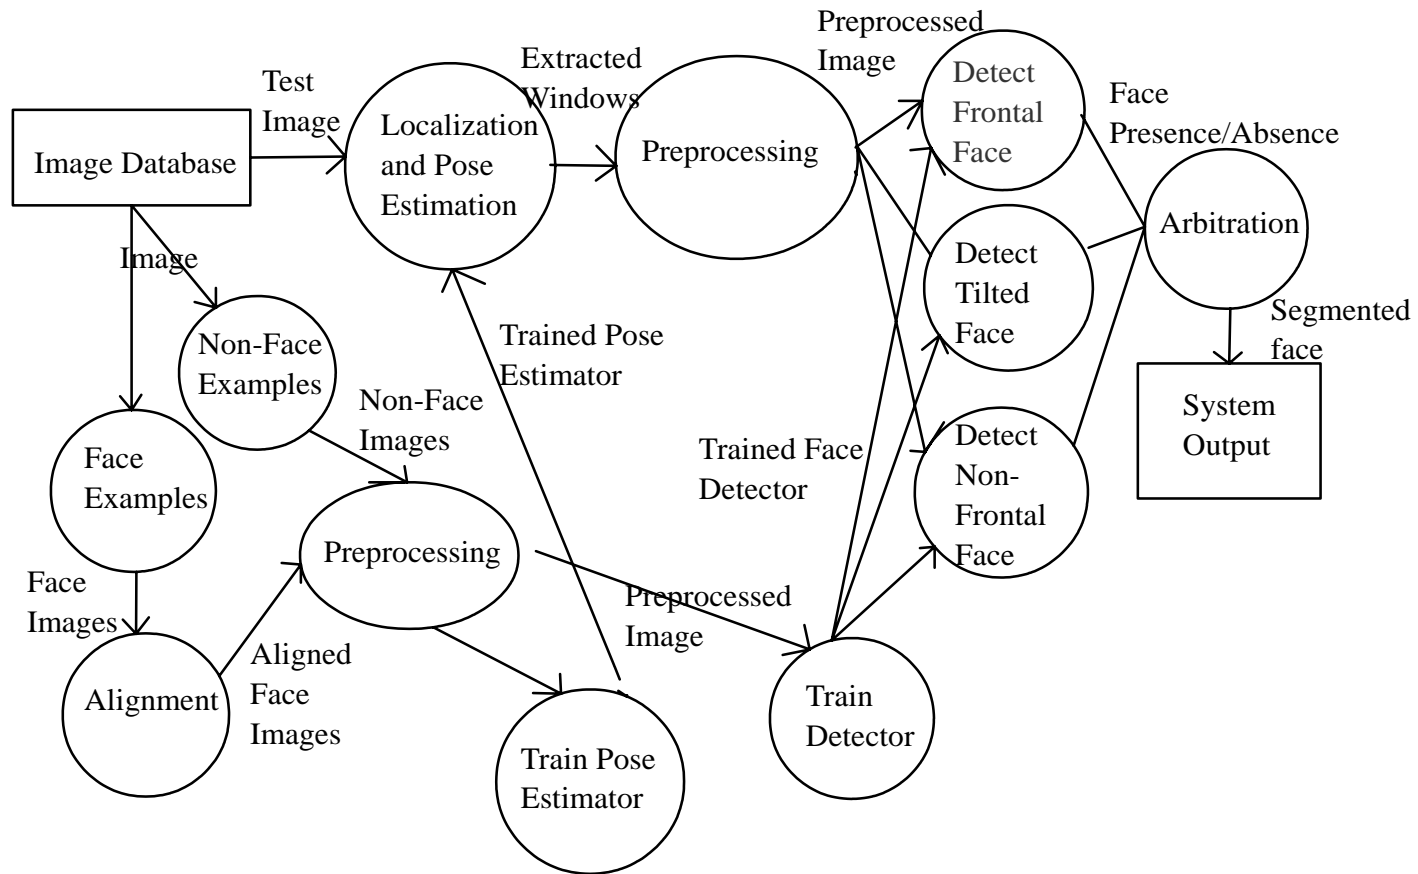 Preprocessed
Image
Test
Image
Extracted
Windows
Detect
Frontal
Face
Face
Presence/Absence
Image Database
Localization
and Pose
Estimation
Preprocessing
Arbitration
Image
Detect
Tilted
Face
Segmented
face
Non-Face
Examples
Trained Pose
Estimator
Non-Face
Images
System
Output
Face
Examples
Trained Face
Detector
Detect
Non-
Frontal
Face
Preprocessing
Face
Images
Preprocessed
Image
Alignment
Aligned
Face
Images
Train Pose
Estimator
Train
Detector